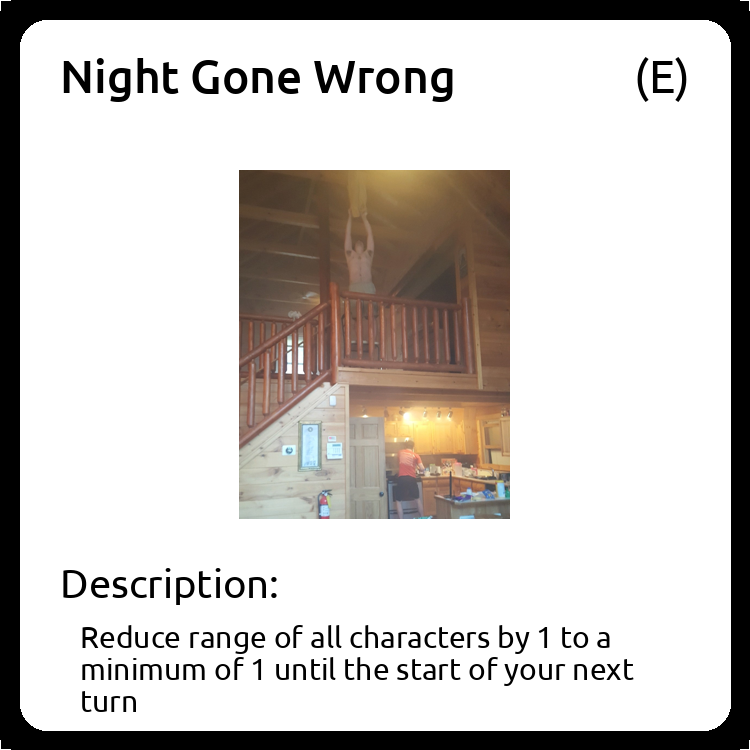 Night Gone Wrong (E)
Description:
Reduce range of all characters by 1 to a
minimum of 1 until the start of your next
turn